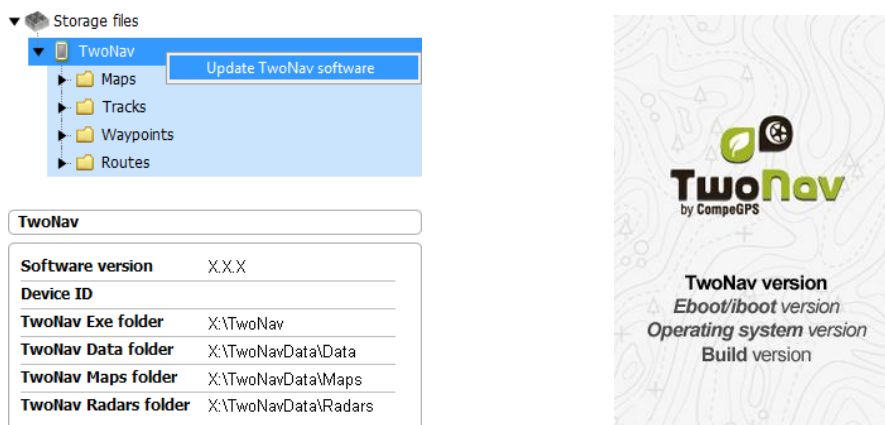 Storage files
TwoNav
Update TwoNav software
Maps
Tracks
Waypoints
Routes
TwoNav
Software version X.X.X
Device ID
TwoNav Exe folder X:\TwoNav
TwoNav Data folder X:\TwoNavData\Data
TwoNav Maps folder X:\TwoNavData\Maps
TwoNav Radars folder X:\TwoNavData\Radars
TwoNav
by CompeGPS
TwoNav version
Eboot/iboot version
Operating system version
Build version